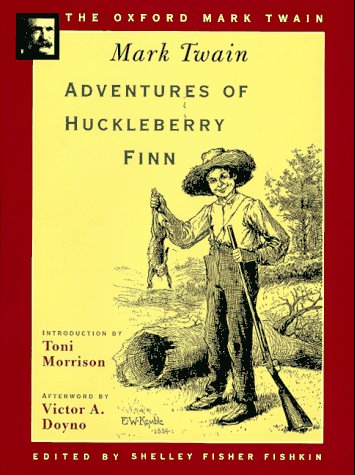 THE OXFORD MARK TWAIN
Mark Twain
ADVENTURES OF
HUCKLEBERRY
FINN
INTRODUCTION BY
Toni
Morrison
AFTERWORD BY
Victor A.
Doyno
E.W. Kemble
1884
EDITED BY SHELLEY FISHER FISHKIN